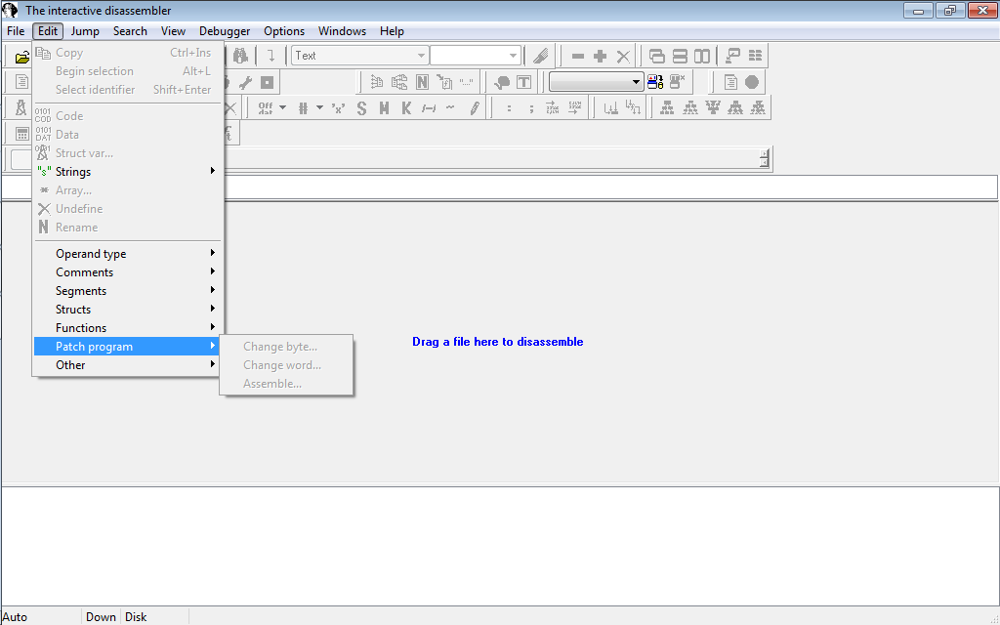 The interactive disassembler
File Edit Jump Search View Debugger Options Windows Help
Copy Ctrl+Ins
Begin selection Alt+L
Select identifier Shift+Enter
Text
Code
Data
Struct var...
"s" Strings
Array...
Undefine
Rename
Operand type
Comments
Segments
Structs
Functions
Patch program
Other
Change byte...
Change word...
Assemble...
Drag a file here to disassemble
Auto Down Disk